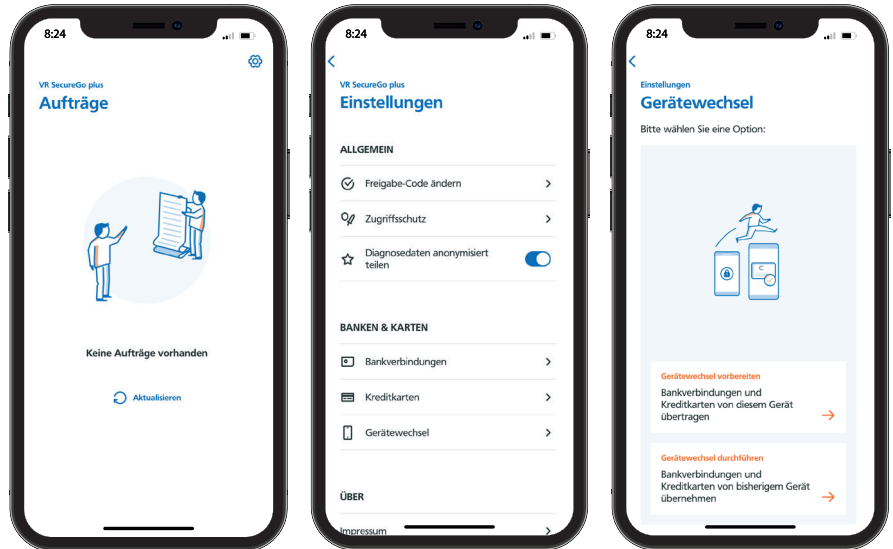 8:24
VR SecureGo plus
Aufträge
Keine Aufträge vorhanden
Aktualisieren
8:24
VR SecureGo plus
Einstellungen
ALLGEMEIN
Freigabe-Code ändern
Zugriffsschutz
Diagnosedaten anonymisiert
teilen
BANKEN & KARTEN
Bankverbindungen
Kreditkarten
Gerätewechsel
ÜBER
Impressum
8:24
Einstellungen
Gerätewechsel
Bitte wählen Sie eine Option:
Gerätewechsel vorbereiten
Bankverbindungen und
Kreditkarten von diesem Gerät
übertragen
Gerätewechsel durchführen
Bankverbindungen und
Kreditkarten von bisherigem Gerät
übernehmen